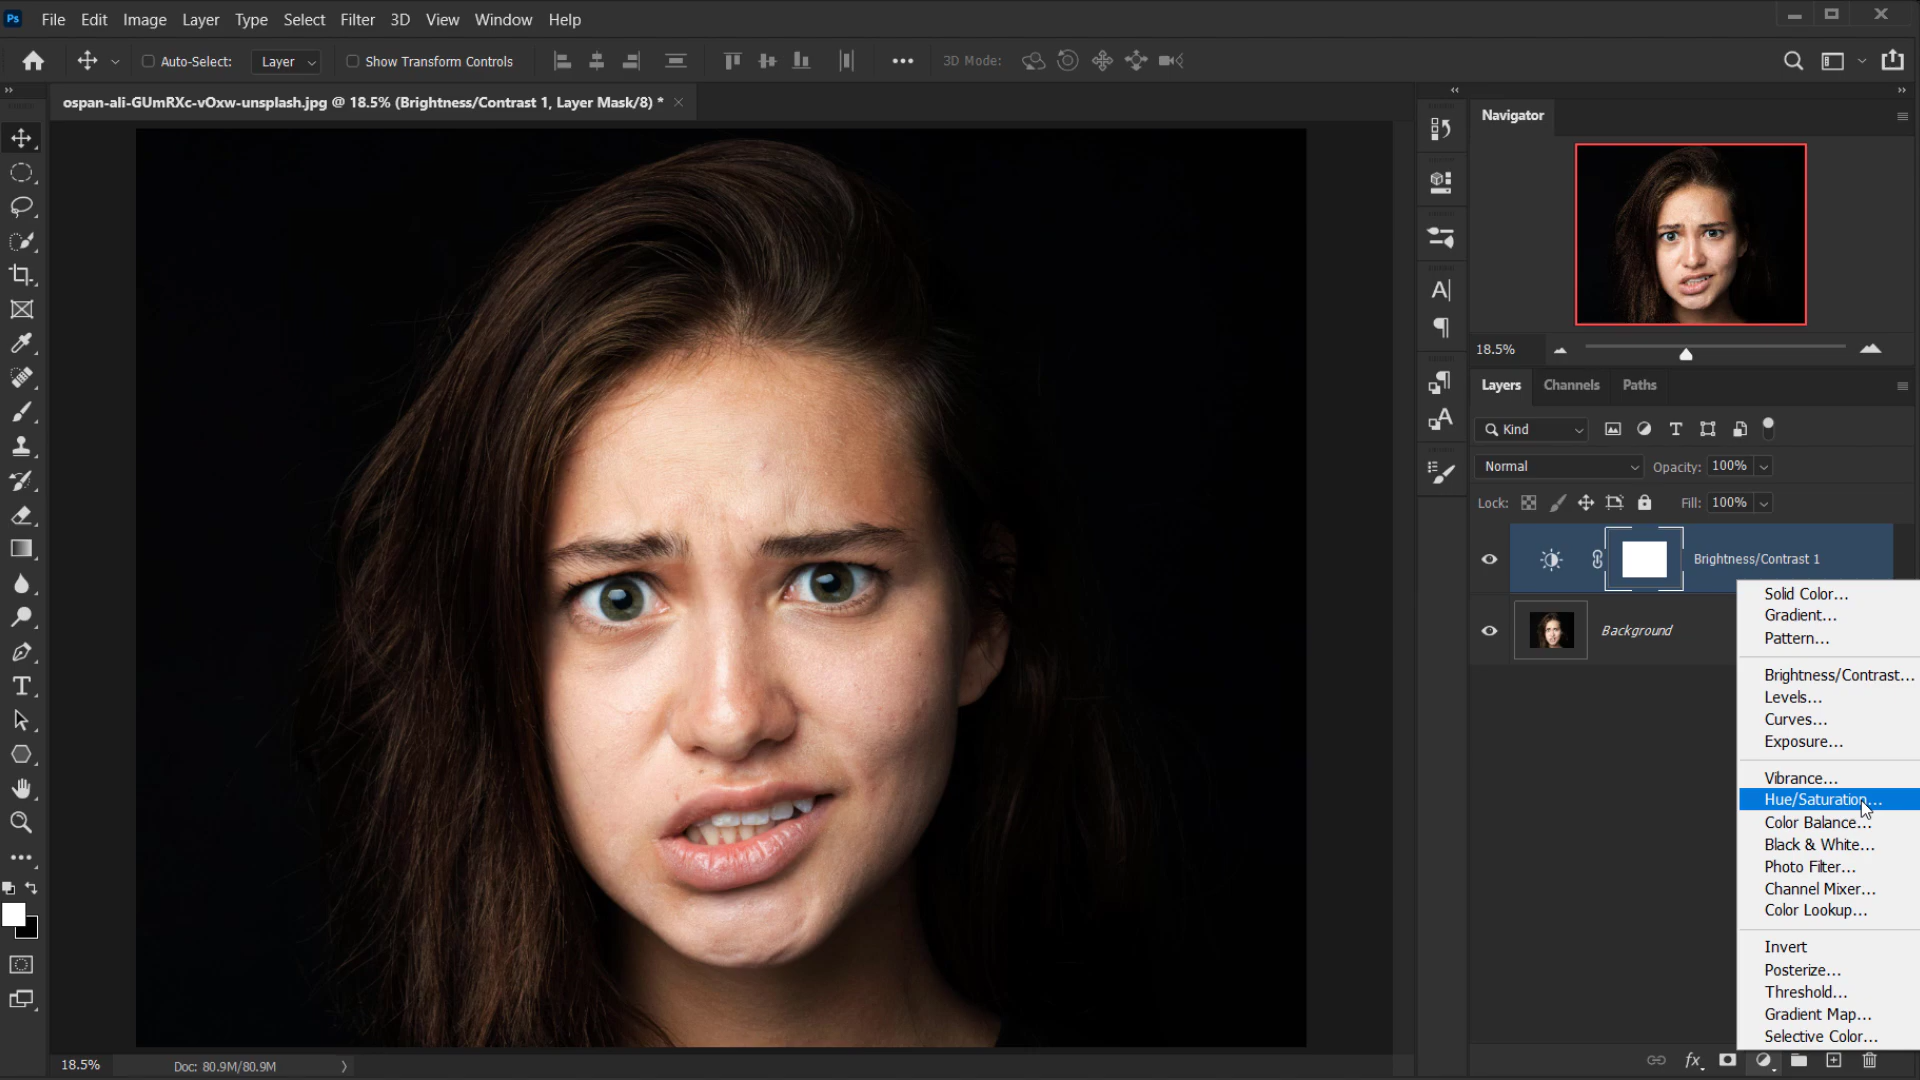 Ps File Edit Image Layer Type Select Filter 3D View Window Help
Auto-Select: Layer Show Transform Controls 3D Mode:
ospan-ali-GUmRXc-vOxw-unsplash.jpg @ 18.5% (Brightness/Contrast 1, Layer Mask/8) *
Navigator
18.5%
Layers Channels Paths
Kind
Normal Opacity: 100%
Lock: Fill: 100%
Brightness/Contrast 1
Background
Solid Color...
Gradient...
Pattern...
Brightness/Contrast...
Levels...
Curves...
Exposure...
Vibrance...
Hue/Saturation...
Color Balance...
Black & White...
Photo Filter...
Channel Mixer...
Color Lookup...
Invert
Posterize...
Threshold...
Gradient Map...
Selective Color...
18.5% Doc: 80.9M/80.9M
fx